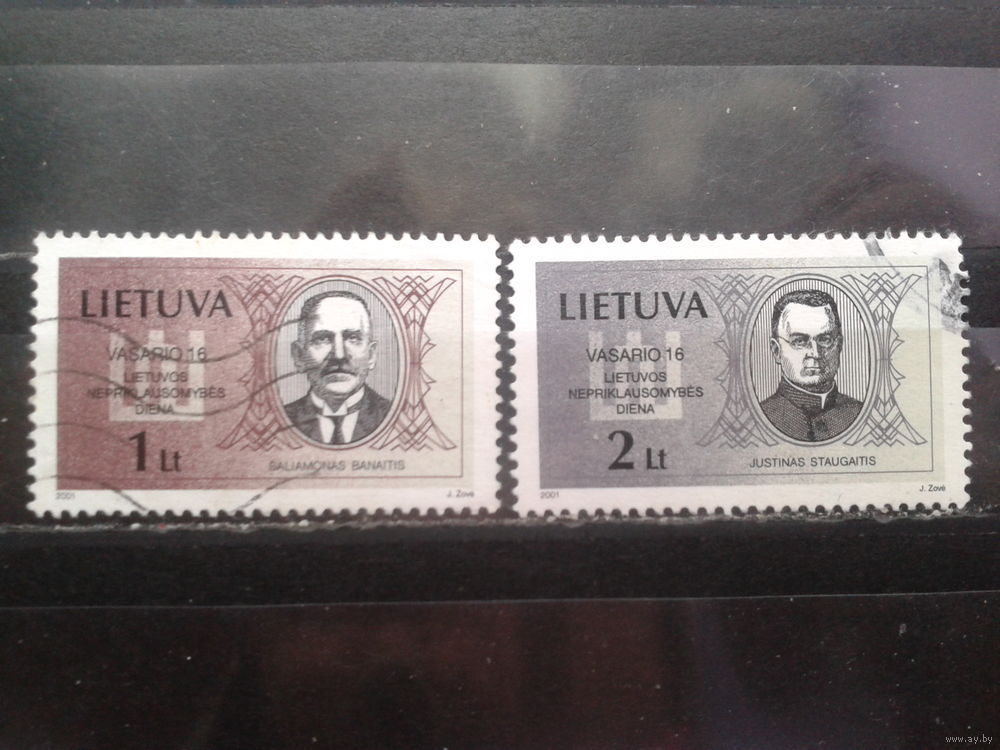 LIETUVA
VASARIO 16
LIETUVOS
NEPRIKLAUSOMYBĖS
DIENA
1 Lt
SALIAMONAS BANAITIS
2001
J. Zovė
LIETUVA
VASARIO 16
LIETUVOS
NEPRIKLAUSOMYBĖS
DIENA
2 Lt
JUSTINAS STAUGAITIS
2001
J. Zovė
www.ay.by